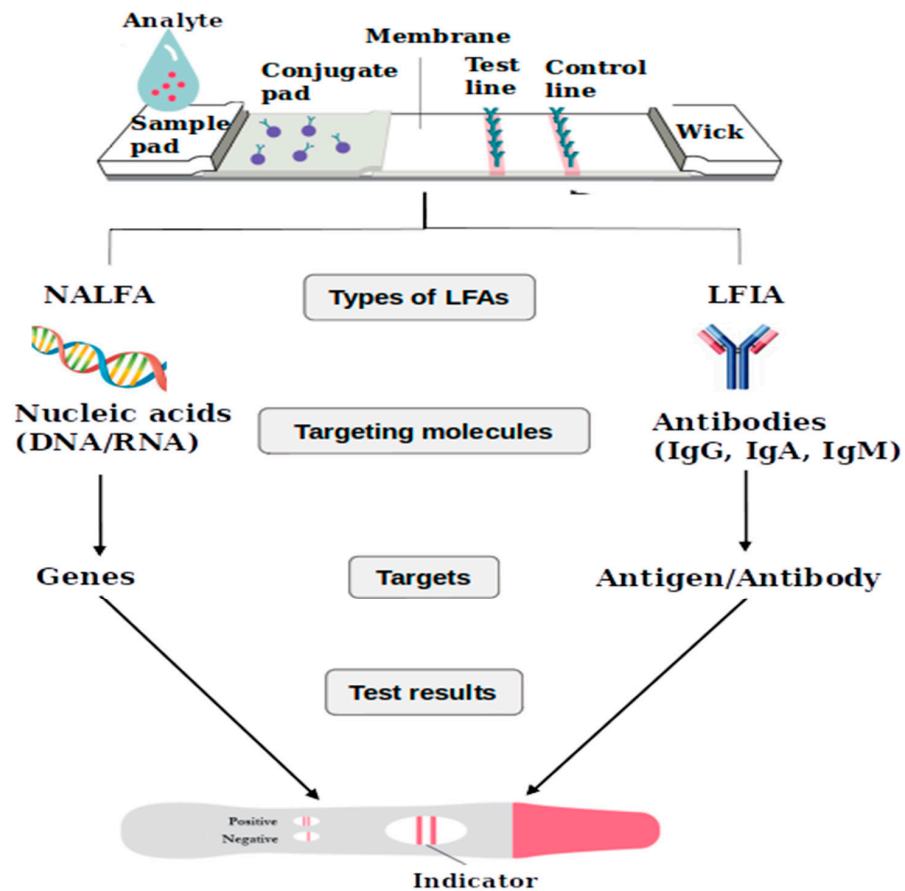 Analyte
Membrane
Conjugate
pad
Test
line
Control
line
Sample
pad
Wick
NALFA
Types of LFAs
LFIA
Nucleic acids
(DNA/RNA)
Targeting molecules
Antibodies
(IgG, IgA, IgM)
Genes
Targets
Antigen/Antibody
Test results
Positive
Negative
Indicator